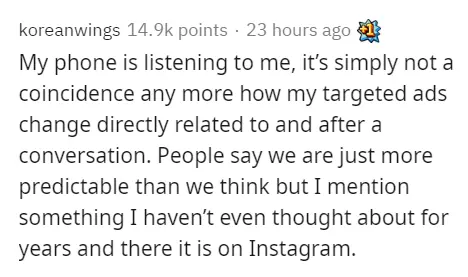 koreanwings 14.9k points · 23 hours ago 1
My phone is listening to me, it’s simply not a
coincidence any more how my targeted ads
change directly related to and after a
conversation. People say we are just more
predictable than we think but I mention
something I haven’t even thought about for
years and there it is on Instagram.